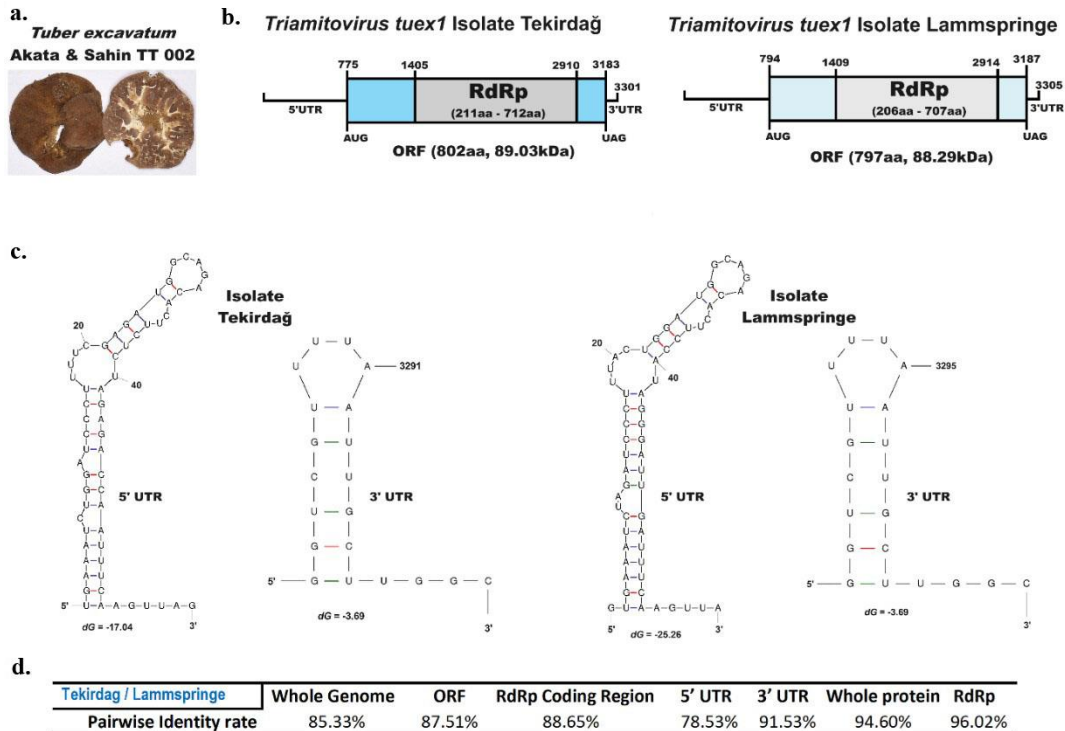 a.
Tuber excavatum
Akata & Sahin TT 002
b.
Triamitovirus tuex1 Isolate Tekirdağ
775 1405 2910 3183
RdRp
(211aa - 712aa)
3301
5'UTR
3'UTR
AUG
UAG
ORF (802aa, 89.03kDa)
Triamitovirus tuex1 Isolate Lammspringe
794 1409 2914 3187
RdRp
(206aa - 707aa)
3305
5'UTR
3'UTR
AUG
UAG
ORF (797aa, 88.29kDa)
c.
Isolate
Tekirdağ
20
40
5' UTR
5'
3'
dG = -17.04
3291
3' UTR
5'
3'
dG = -3.69
Isolate
Lammspringe
20
40
5' UTR
5'
3'
dG = -25.26
3295
3' UTR
5'
3'
dG = -3.69
d.
Tekirdag / Lammspringe Whole Genome ORF RdRp Coding Region 5’ UTR 3’ UTR Whole protein RdRp
Pairwise Identity rate 85.33% 87.51% 88.65% 78.53% 91.53% 94.60% 96.02%